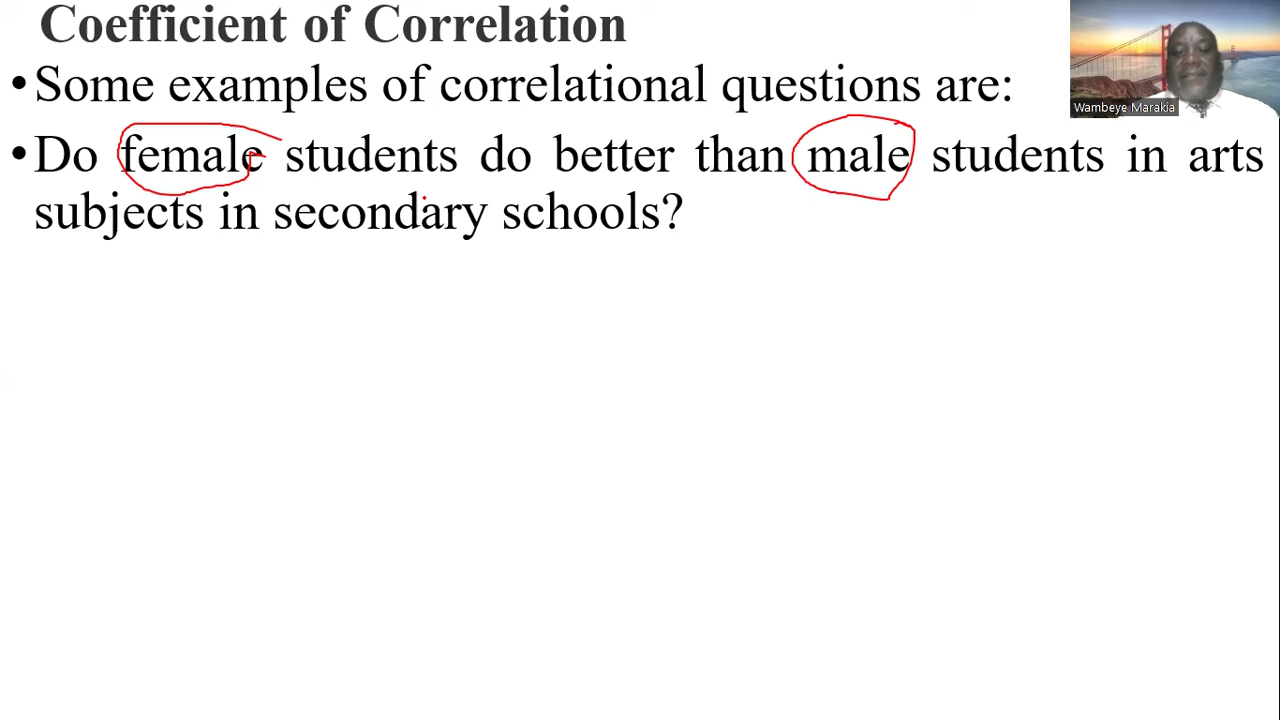 Coefficient of Correlation
•Some examples of correlational questions are:
Wambeye Marakia
•Do female students do better than male students in arts
subjects in secondary schools?